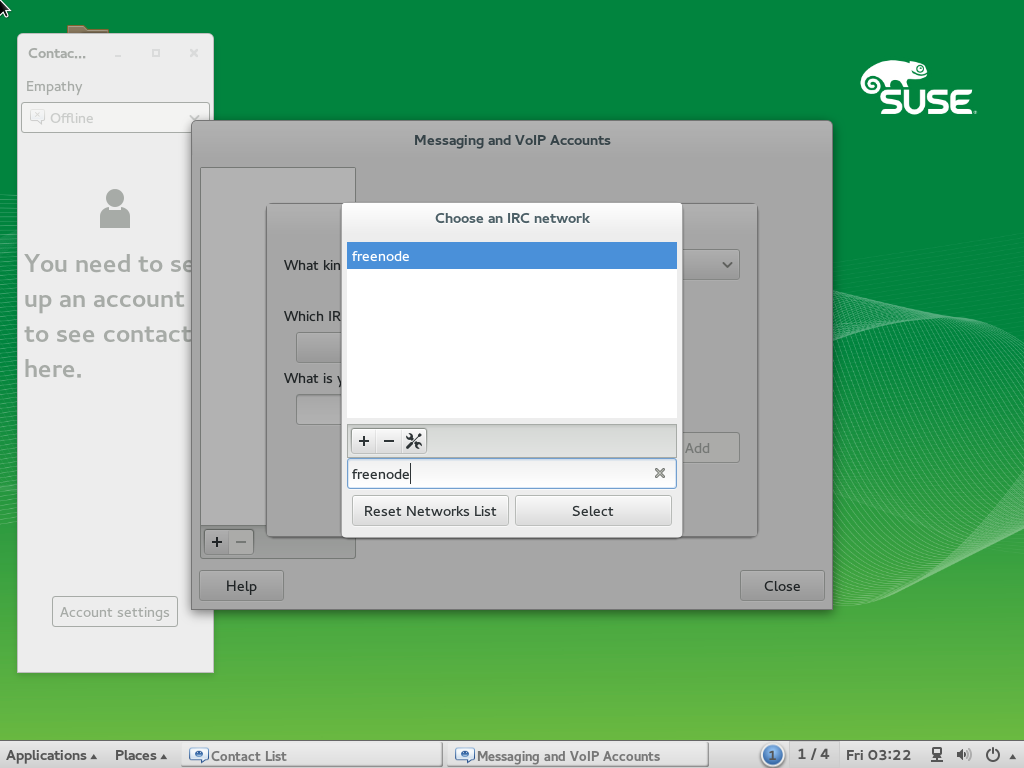 SUSE
Contac...
Empathy
Offline
You need to se
up an account
to see contact
here.
Account settings
Messaging and VoIP Accounts
What kin
Which IR
What is y
Add
Help
Close
Choose an IRC network
freenode
freenode
Reset Networks List
Select
Applications
Places
Contact List
Messaging and VoIP Accounts
1
1 / 4
Fri 03:22